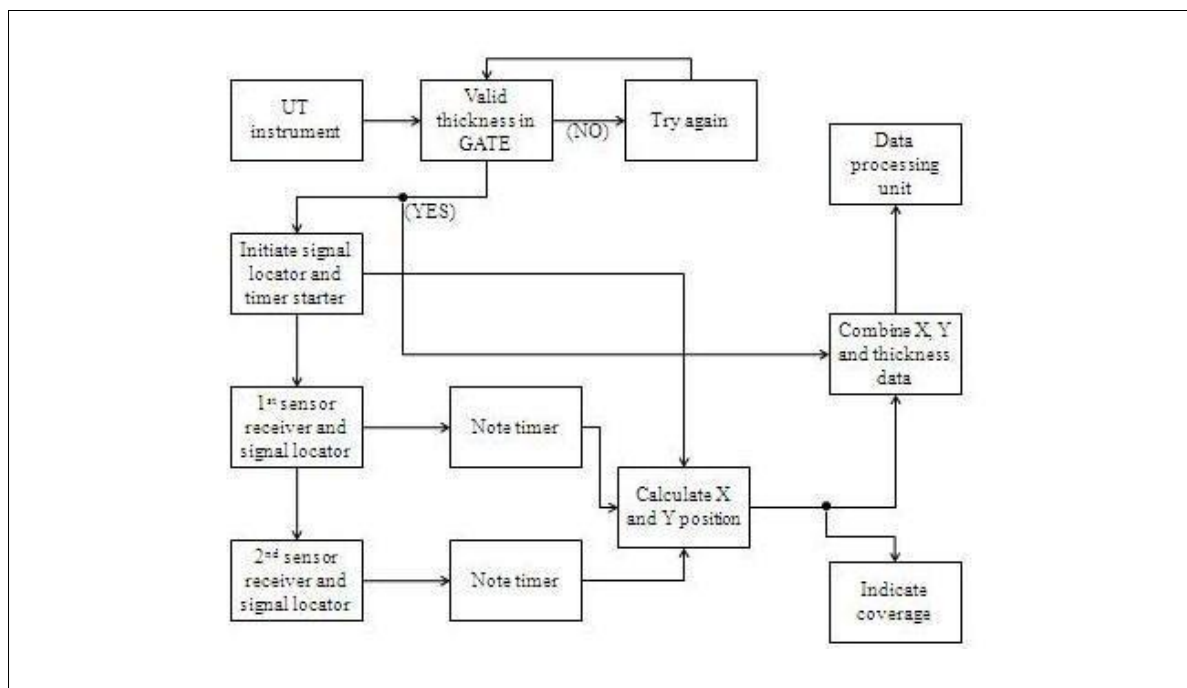 UT
instrument
Valid
thickness in
GATE
(NO)
Try again
Data
processing
unit
(YES)
Initiate signal
locator and
timer starter
Combine X, Y
and thickness
data
1st sensor
receiver and
signal locator
Note timer
Calculate X
and Y position
2nd sensor
receiver and
signal locator
Note timer
Indicate
coverage